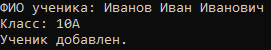 ФИО ученика: Иванов Иван Иванович
Класс: 10А
Ученик добавлен.